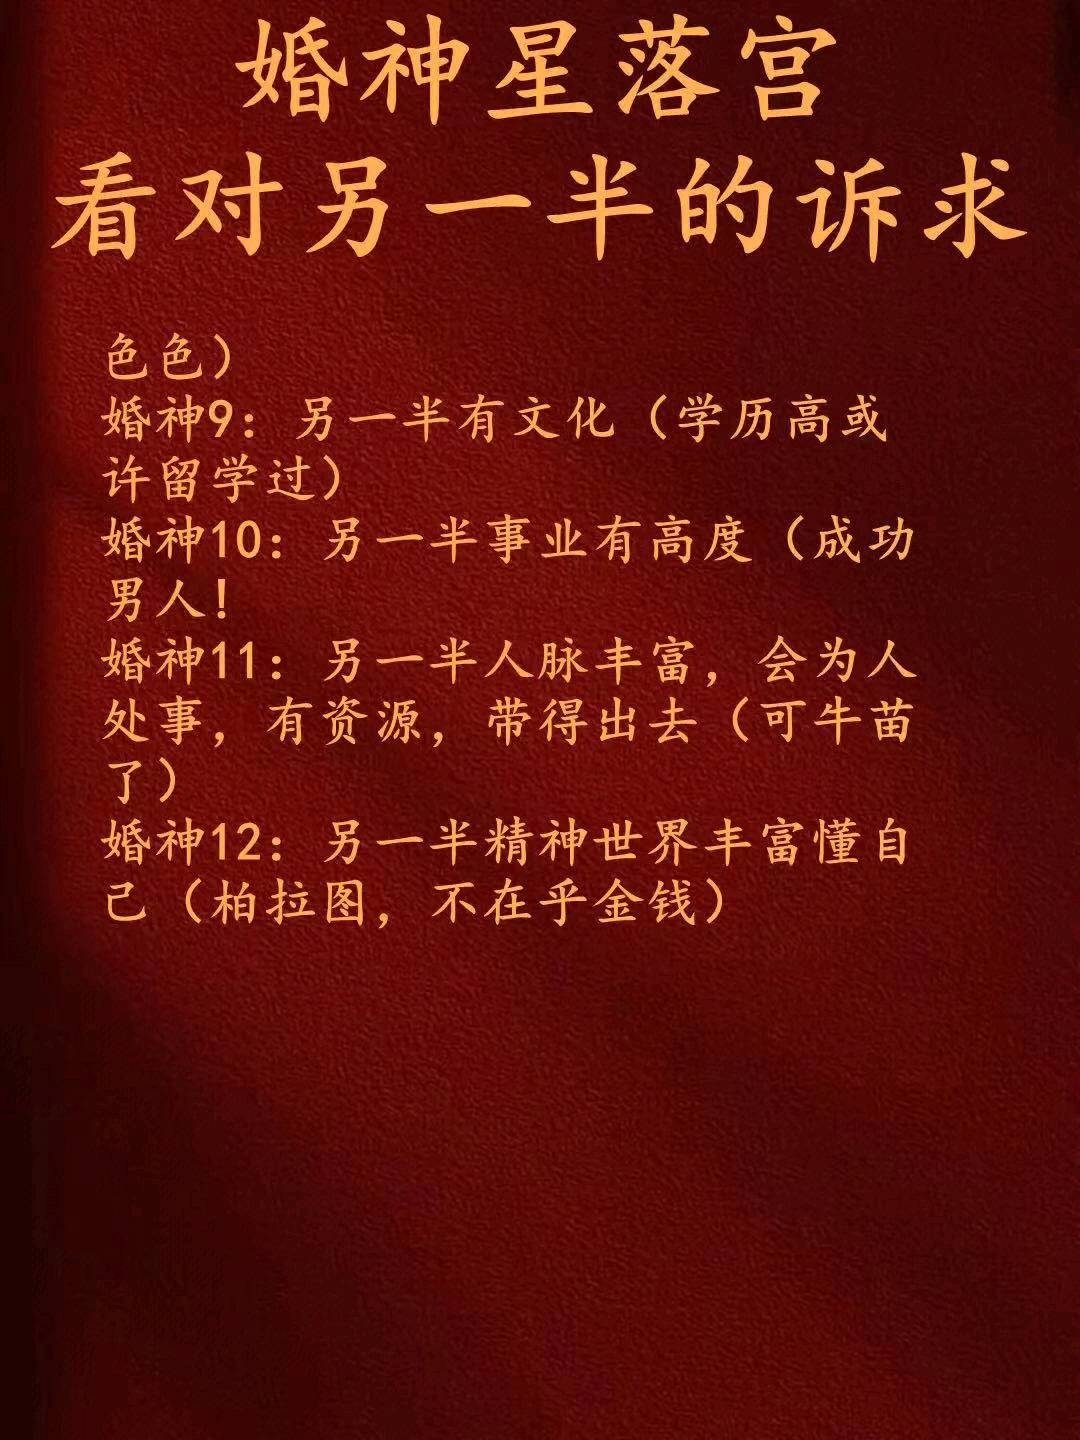 婚神星落宫
看对另一半的诉求
色色）
婚神9：另一半有文化（学历高或
许留学过）
婚神10：另一半事业有高度（成功
男人！
婚神11：另一半人脉丰富，会为人
处事，有资源，带得出去（可牛苗
了）
婚神12：另一半精神世界丰富懂自
己（柏拉图，不在乎金钱）